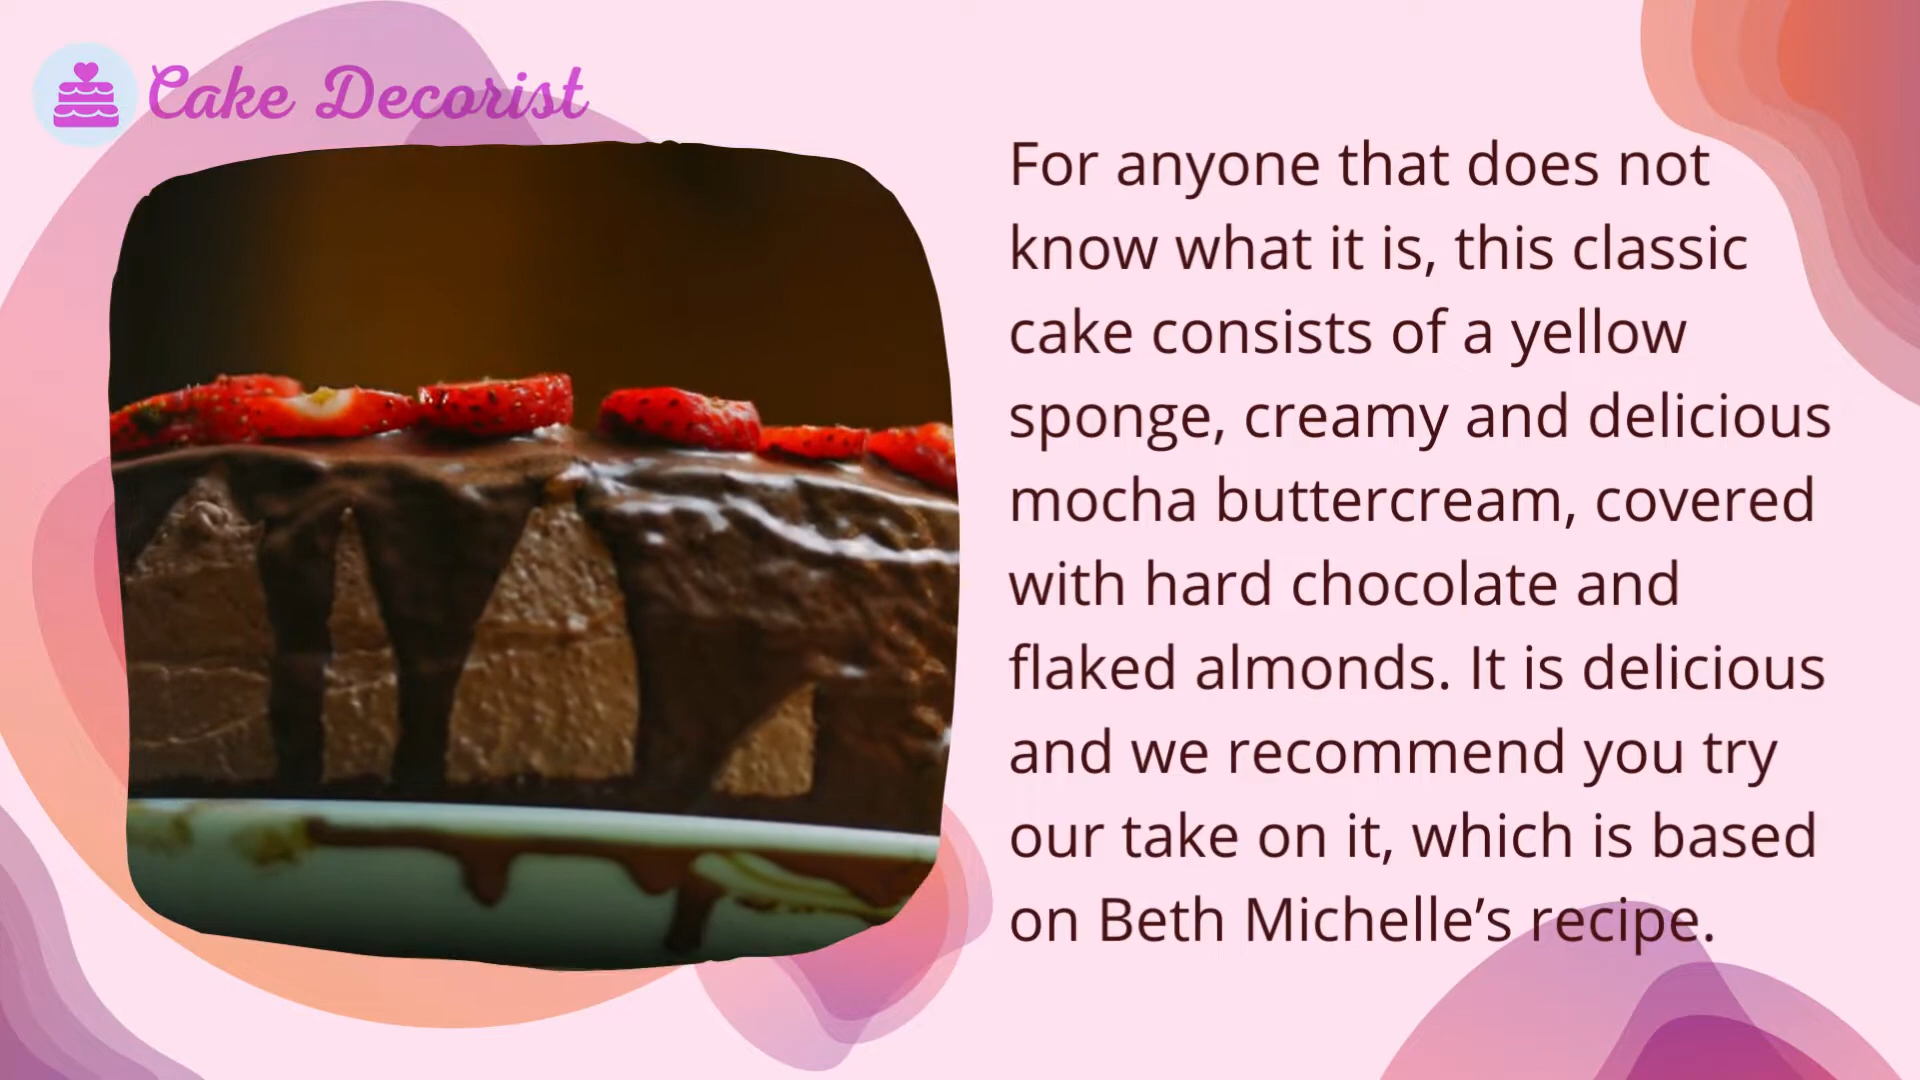 Cake Decorist
For anyone that does not
know what it is, this classic
cake consists of a yellow
sponge, creamy and delicious
mocha buttercream, covered
with hard chocolate and
flaked almonds. It is delicious
and we recommend you try
our take on it, which is based
on Beth Michelle’s recipe.